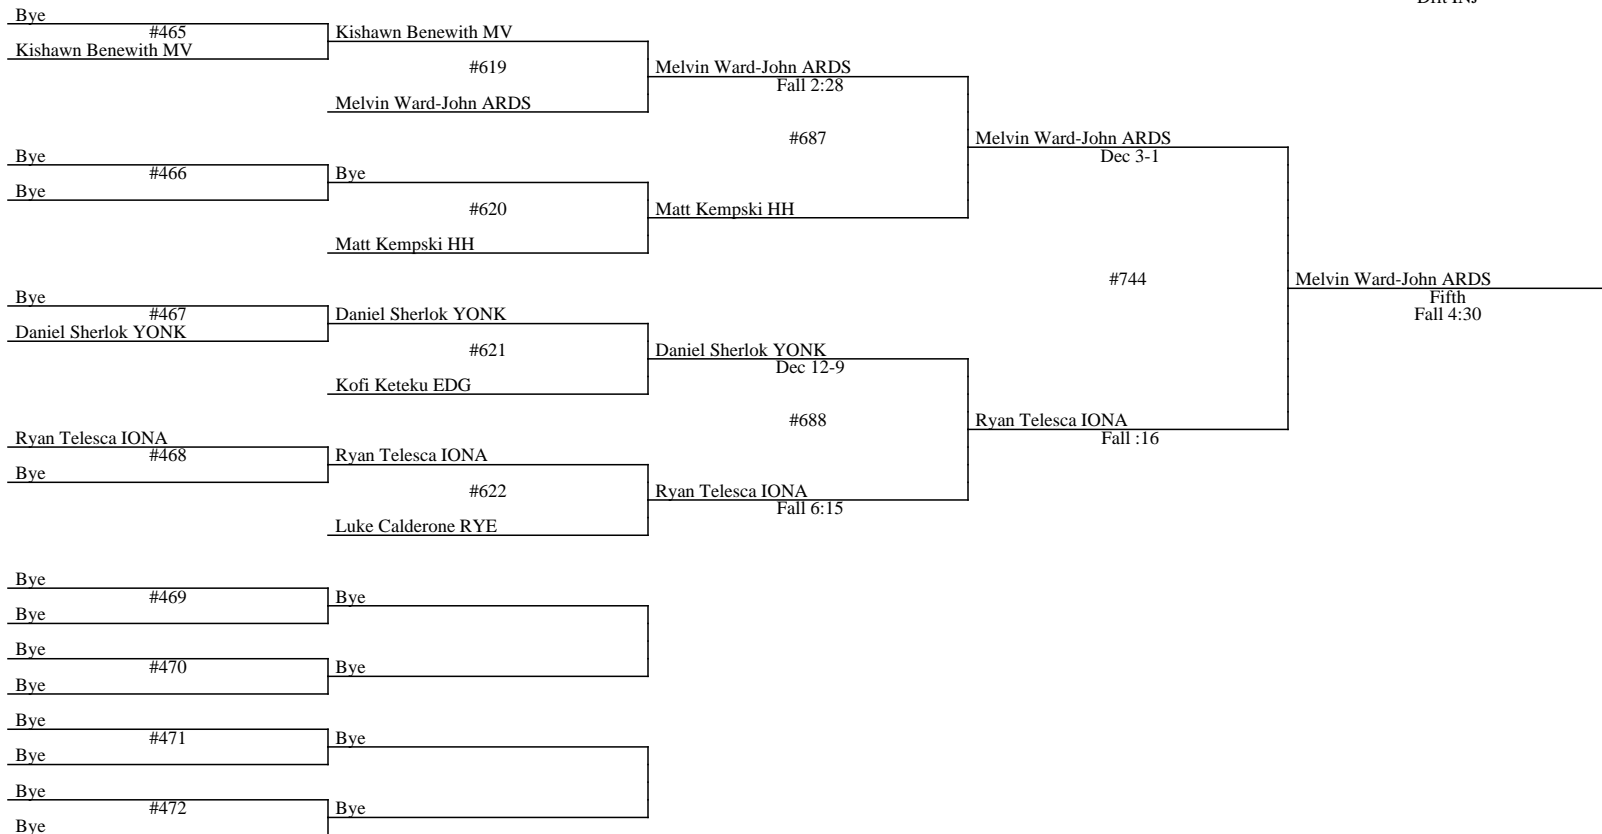 Bye
#465
Kishawn Benewith MV
Kishawn Benewith MV
#619
Melvin Ward-John ARDS
Melvin Ward-John ARDS
Fall 2:28
Bye
#466
Bye
Bye
#620
Matt Kempski HH
Matt Kempski HH
#687
Melvin Ward-John ARDS
Dec 3-1
Bye
#467
Daniel Sherlok YONK
Daniel Sherlok YONK
#621
Kofi Keteku EDG
Daniel Sherlok YONK
Dec 12-9
Ryan Telesca IONA
#468
Bye
Ryan Telesca IONA
#622
Luke Calderone RYE
Ryan Telesca IONA
Fall 6:15
#688
Ryan Telesca IONA
Fall :16
#744
Melvin Ward-John ARDS
Fifth
Fall 4:30
Bye
#469
Bye
Bye
Bye
#470
Bye
Bye
Bye
#471
Bye
Bye
Bye
#472
Bye
Bye